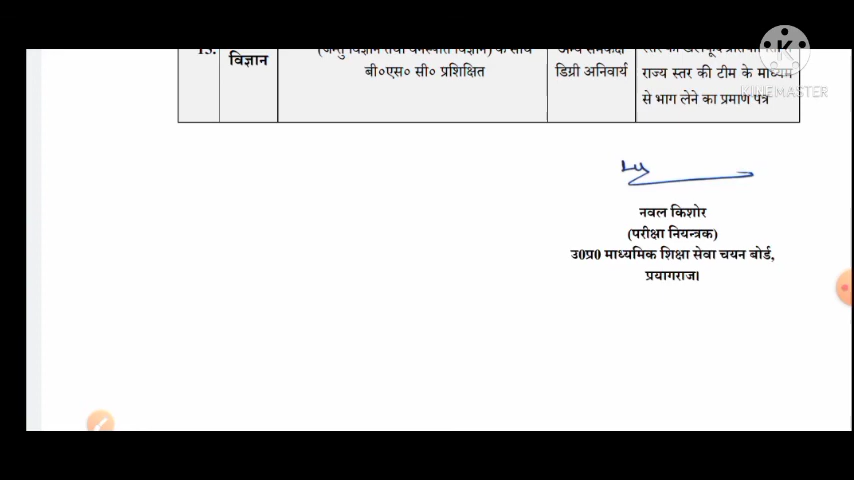 विज्ञान
बी०एस० सी० प्रशिक्षित
डिग्री अनिवार्य
राज्य स्तर की टीम के माध्यम
से भाग लेने का प्रमाण पत्र
KINEMASTER
नवल किशोर
(परीक्षा नियन्त्रक)
उ0प्र0 माध्यमिक शिक्षा सेवा चयन बोर्ड,
प्रयागराज।